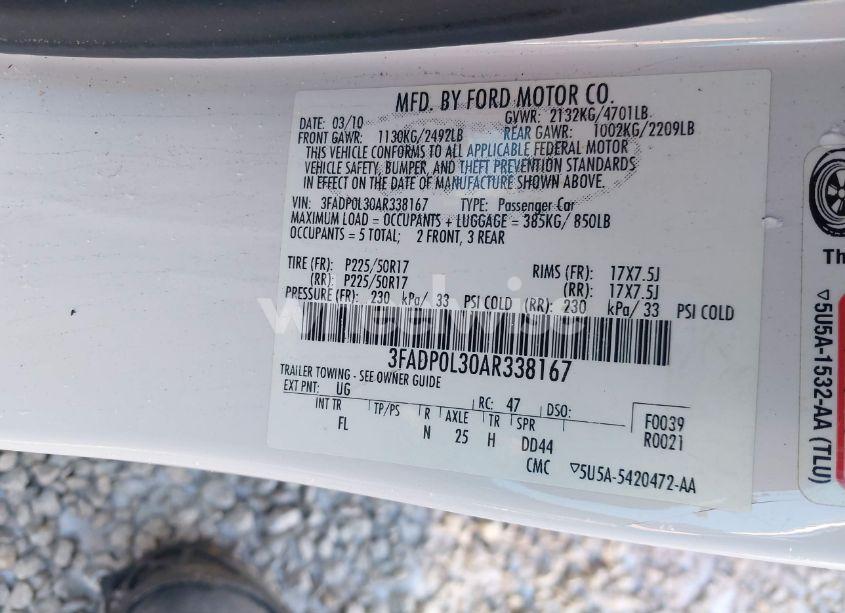 MFD. BY FORD MOTOR CO.
DATE: 03/10 GVWR: 2132KG/4701LB
FRONT GAWR: 1130KG/2492LB REAR GAWR: 1002KG/2209LB
THIS VEHICLE CONFORMS TO ALL APPLICABLE FEDERAL MOTOR
VEHICLE SAFETY, BUMPER, AND THEFT PREVENTION STANDARDS
IN EFFECT ON THE DATE OF MANUFACTURE SHOWN ABOVE.
VIN: 3FADP0L30AR338167 TYPE: Passenger Car
MAXIMUM LOAD = OCCUPANTS + LUGGAGE = 385KG/ 850LB
OCCUPANTS = 5 TOTAL; 2 FRONT, 3 REAR
TIRE (FR): P225/50R17 RIMS (FR): 17X7.5J
(RR): P225/50R17 (RR): 17X7.5J
PRESSURE (FR): 230 kPa/ 33 PSI COLD (RR): 230 kPa/ 33 PSI COLD
wheelwise
3FADP0L30AR338167
TRAILER TOWING - SEE OWNER GUIDE
EXT PNT: UG RC: 47 DSO: F0039
INT TR TP/PS R AXLE TR SPR R0021
FL N 25 H DD44
CMC ▽5U5A-5420472-AA
Th
▽5U5A-1532-AA (TLU)